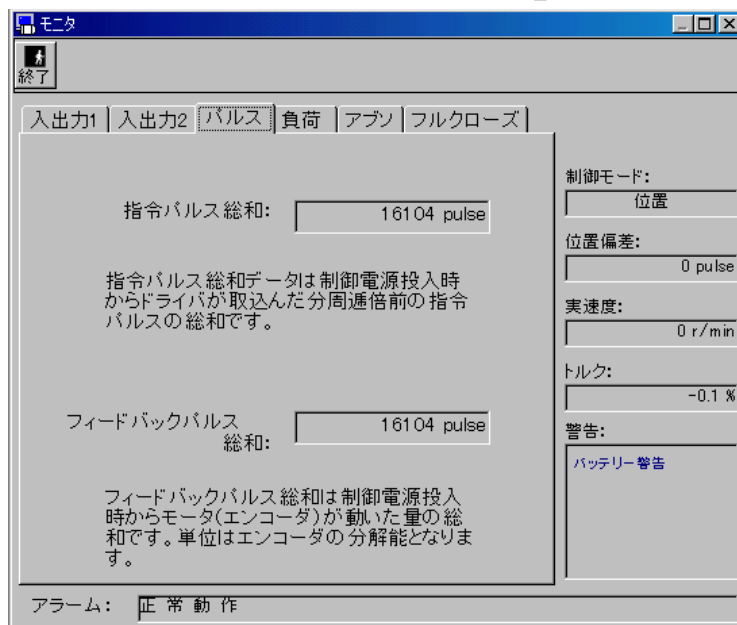 モニタ
終了
入出力1 入出力2 パルス 負荷 アブソ フルクローズ
指令パルス総和: 16104 pulse
指令パルス総和データは制御電源投入時
からドライバが取込んだ分周逓倍前の指令
パルスの総和です。
フィードバックパルス
総和: 16104 pulse
フィードバックパルス総和は制御電源投入
時からモータ(エンコーダ)が動いた量の総
和です。単位はエンコーダの分解能となりま
す。
制御モード:
位置
位置偏差:
0 pulse
実速度:
0 r/min
トルク:
-0.1 %
警告:
バッテリー警告
アラーム: 正常動作